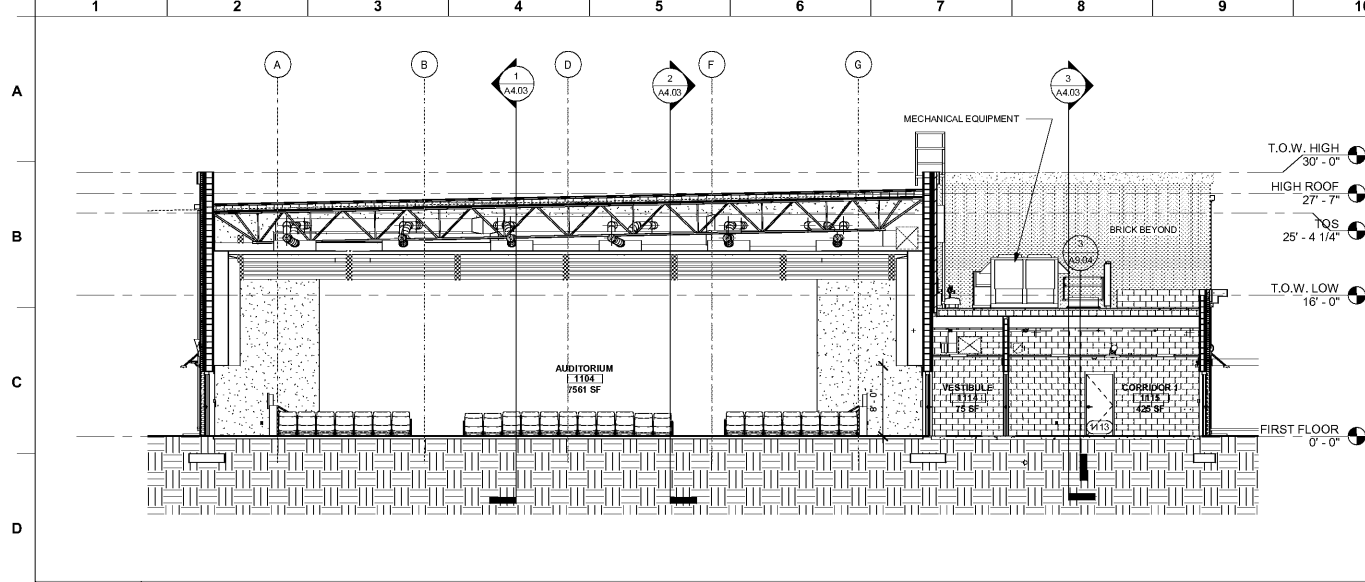 1 2 3 4 5 6 7 8 9 10
A
B
C
D
A B D F G
1
A4.03
2
A4.03
3
A4.03
MECHANICAL EQUIPMENT
T.O.W. HIGH
30' - 0"
HIGH ROOF
27' - 7"
BRICK BEYOND
TOS
25' - 4 1/4"
3
A9.04
T.O.W. LOW
16' - 0"
AUDITORIUM
1104
7561 SF
8' - 0"
VESTIBULE
1114
75 SF
CORRIDOR 1
1115
425 SF
1113
FIRST FLOOR
0' - 0"